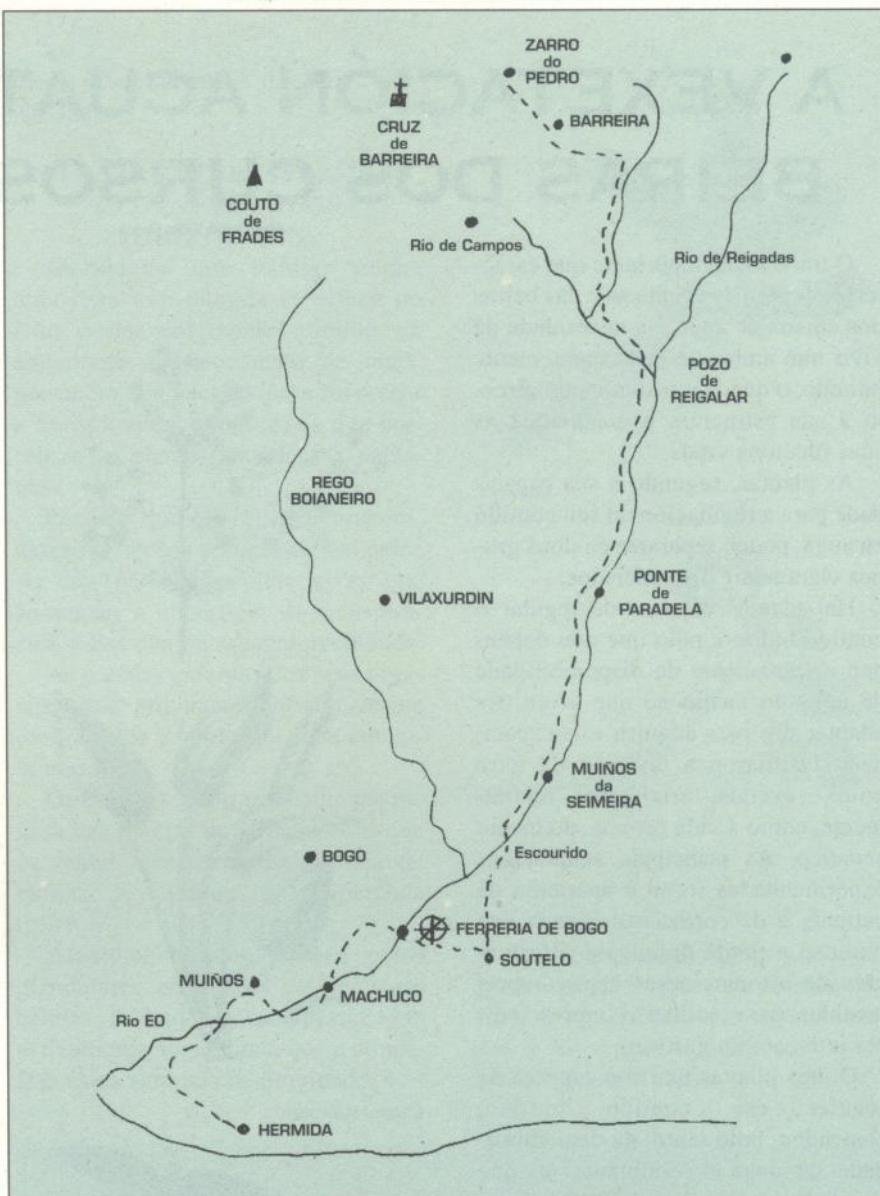 ZARRO
do
PEDRO
BARREIRA
CRUZ
de
BARREIRA
COUTO
de
FRADES
Rio de Campos
Rio de Reigadas
POZO
de
REIGALAR
REGO
BOIANEIRO
VILAXURDIN
PONTE
de
PARADELA
MUIÑOS
da
SEIMEIRA
Escourido
BOGO
FERRERIA DE BOGO
SOUTELO
MUIÑOS
MACHUCO
Rio EO
HERMIDA